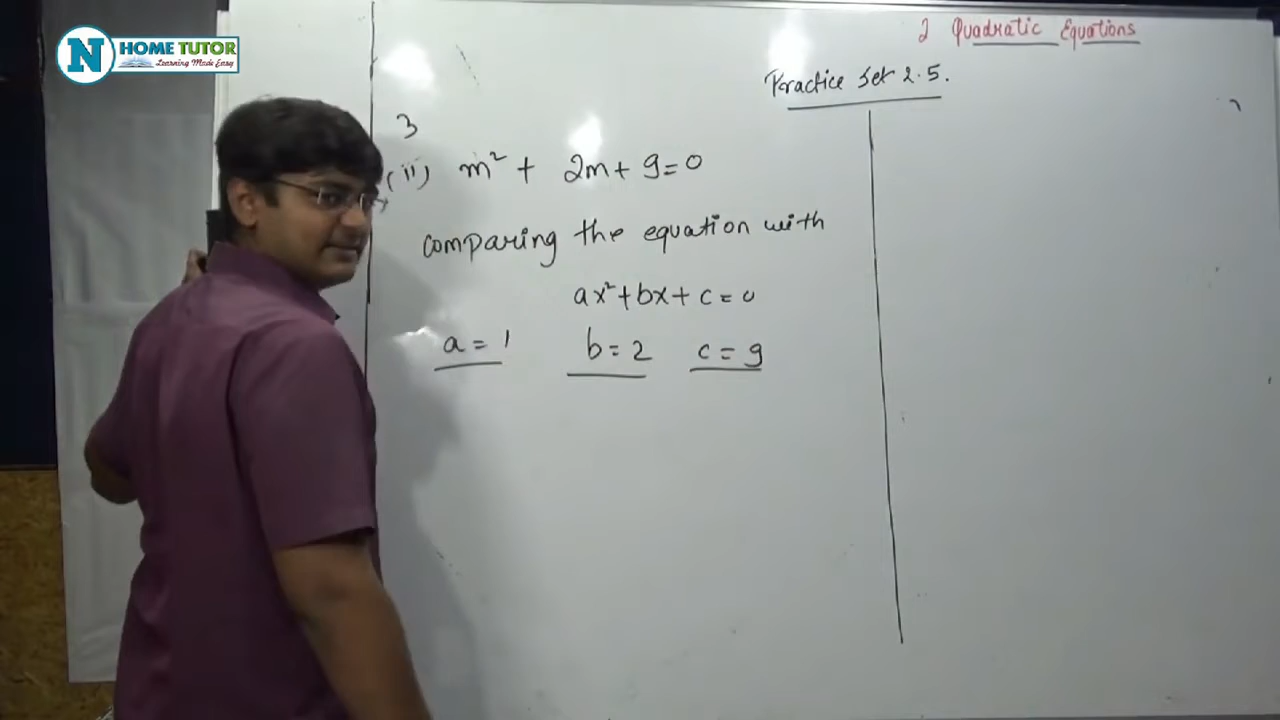 N HOME TUTOR
Learning Made Easy
2 Quadratic Equations
Practice Set 2.5.
3
(ii) m² + 2m + 9 = 0
comparing the equation with
ax² + bx + c = 0
a = 1 b = 2 c = 9